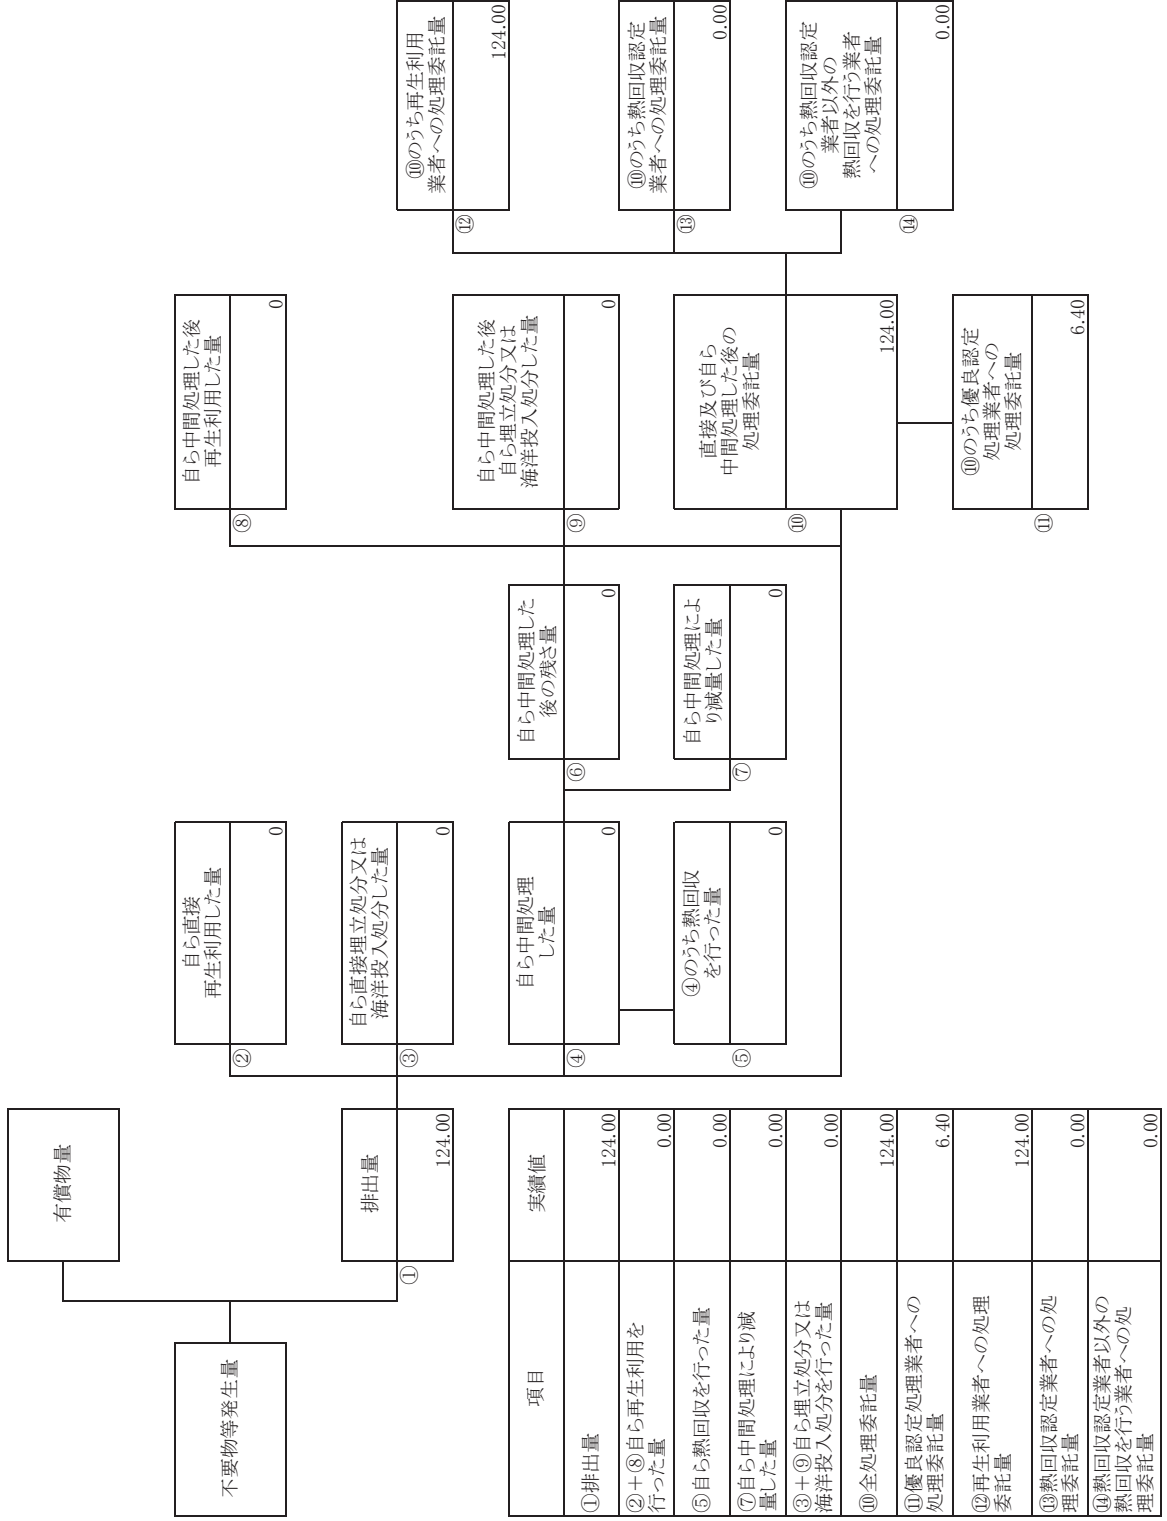 有償物量
不要物等発生量
排出量
①
124.00
自ら直接
再生利用した量
②
0
自ら直接埋立処分又は
海洋投入処分した量
③
0
自ら中間処理
した量
④
0
④のうち熱回収
を行った量
⑤
0
自ら中間処理した
後の残さ量
⑥
0
自ら中間処理によ
り減量した量
⑦
0
自ら中間処理した後
再生利用した量
⑧
0
自ら中間処理した後
自ら埋立処分又は
海洋投入処分した量
⑨
0
直接及び自ら
中間処理した後の
処理委託量
⑩
124.00
⑩のうち優良認定
処理業者への
処理委託量
⑪
6.40
⑩のうち再生利用
業者への処理委託量
⑫
124.00
⑩のうち熱回収認定
業者への処理委託量
⑬
0.00
⑩のうち熱回収認定
業者以外の
熱回収を行う業者
への処理委託量
⑭
0.00
項目 実績値
①排出量 124.00
②+⑧自ら再生利用を
行った量 0.00
⑤自ら熱回収を行った量 0.00
⑦自ら中間処理により減
量した量 0.00
③+⑨自ら埋立処分又は
海洋投入処分を行った量 0.00
⑩全処理委託量 124.00
⑪優良認定処理業者への
処理委託量 6.40
⑫再生利用業者への処理
委託量 124.00
⑬熱回収認定業者への処
理委託量 0.00
⑭熱回収認定業者以外の
熱回収を行う業者への処
理委託量 0.00